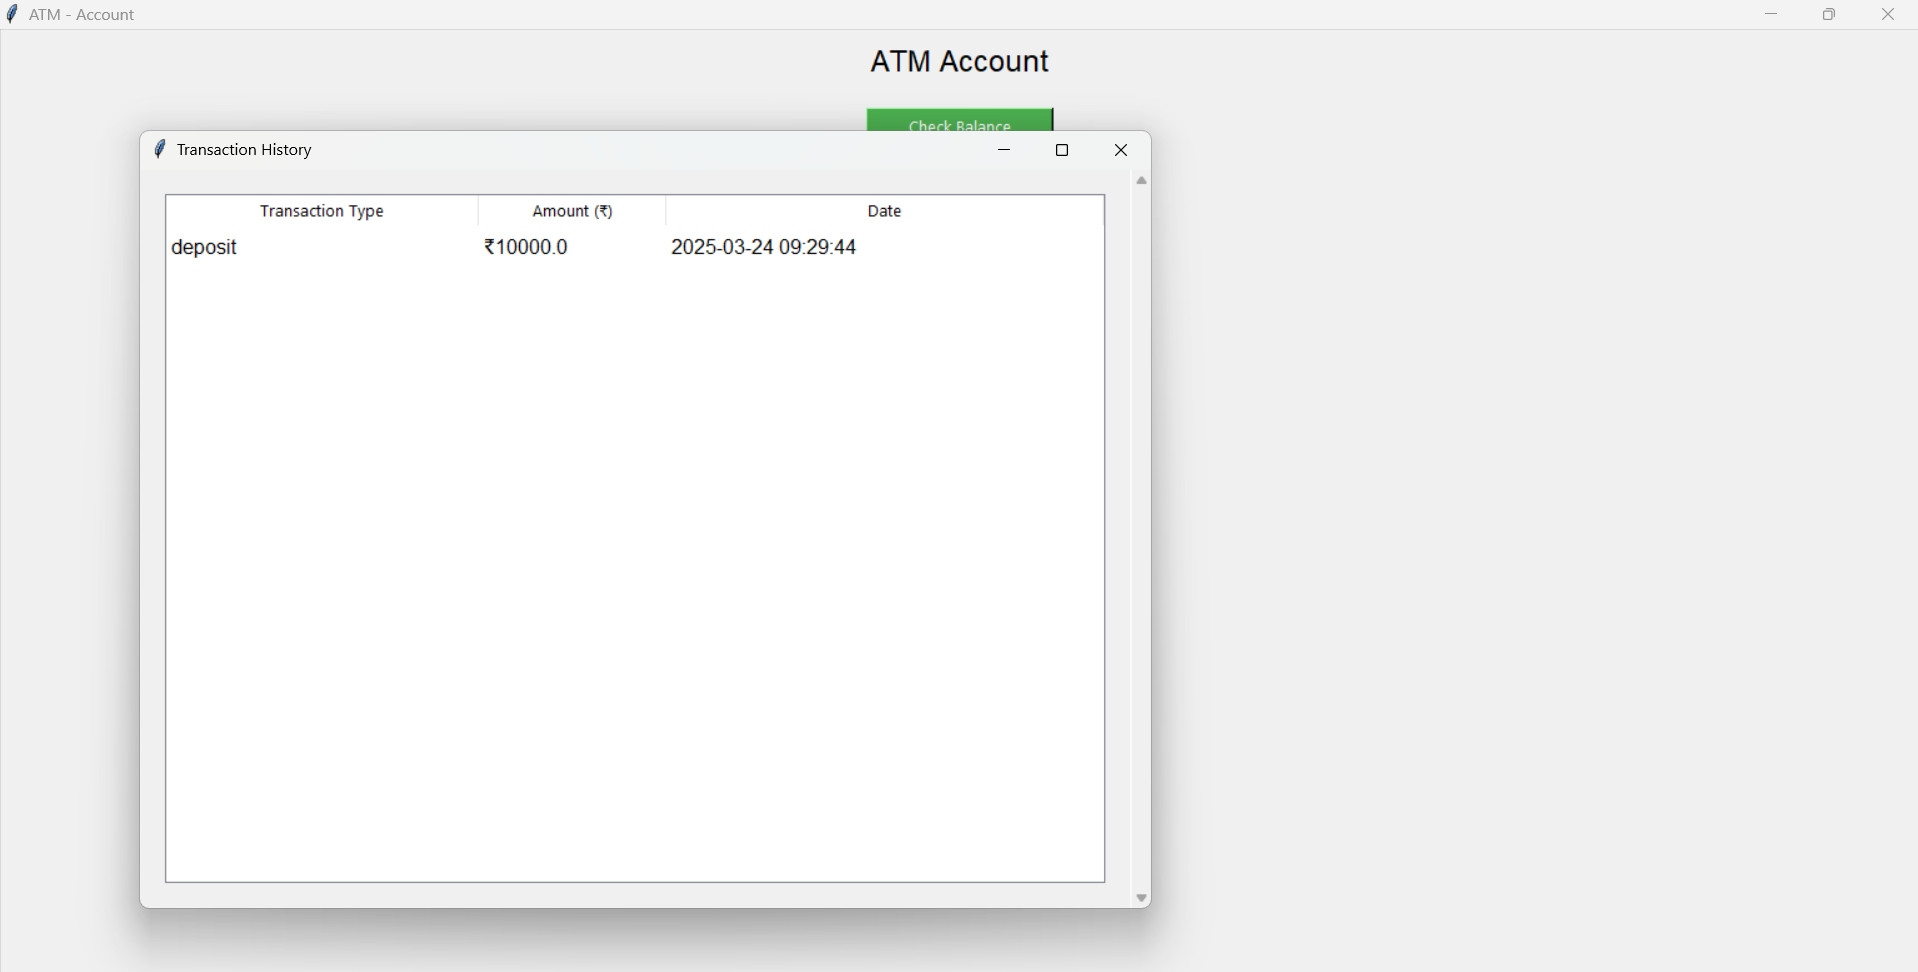 ATM - Account
ATM Account
Check Balance
Transaction History
Transaction Type Amount (₹) Date
deposit ₹10000.0 2025-03-24 09:29:44